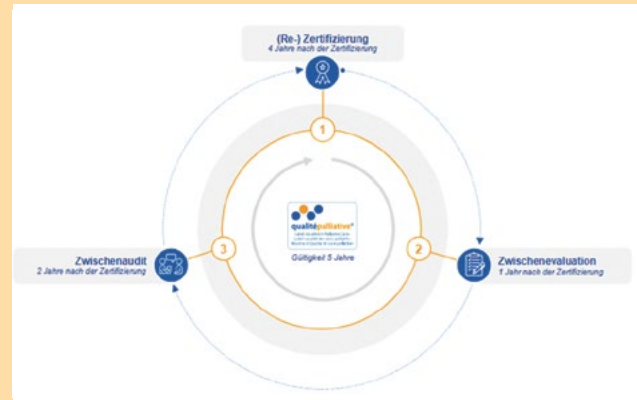 (Re-) Zertifizierung
4 Jahre nach der Zertifizierung
1
qualitépalliative®
Gültigkeit 5 Jahre
3
2
Zwischenaudit
2 Jahre nach der Zertifizierung
Zwischenevaluation
1 Jahr nach der Zertifizierung